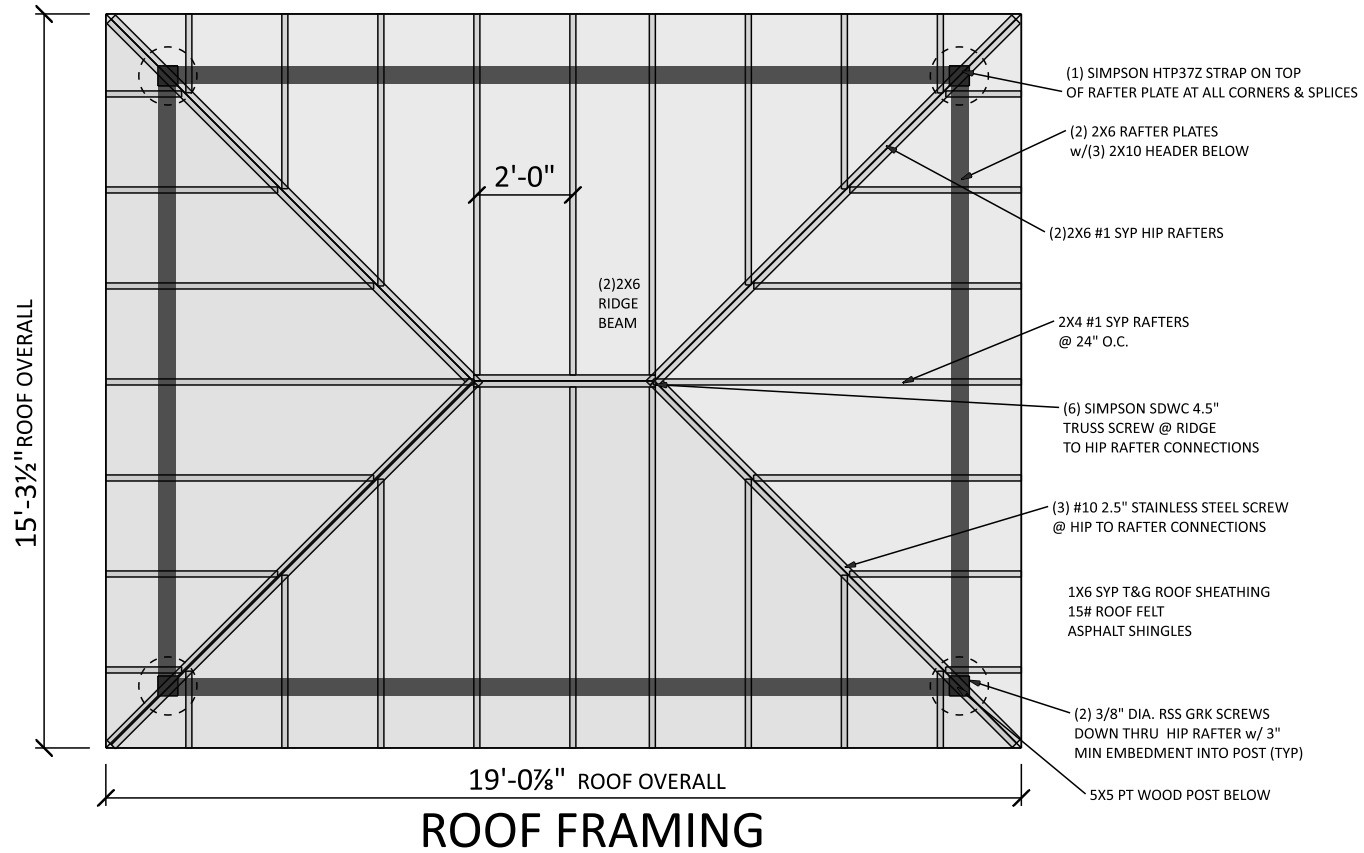 (1) SIMPSON HTP37Z STRAP ON TOP
OF RAFTER PLATE AT ALL CORNERS & SPLICES
(2) 2X6 RAFTER PLATES
w/(3) 2X10 HEADER BELOW
2'-0"
(2)2X6 #1 SYP HIP RAFTERS
(2)2X6
RIDGE
BEAM
2X4 #1 SYP RAFTERS
@ 24" O.C.
15'-3½" ROOF OVERALL
(6) SIMPSON SDWC 4.5"
TRUSS SCREW @ RIDGE
TO HIP RAFTER CONNECTIONS
(3) #10 2.5" STAINLESS STEEL SCREW
@ HIP TO RAFTER CONNECTIONS
1X6 SYP T&G ROOF SHEATHING
15# ROOF FELT
ASPHALT SHINGLES
(2) 3/8" DIA. RSS GRK SCREWS
DOWN THRU HIP RAFTER w/ 3"
MIN EMBEDMENT INTO POST (TYP)
5X5 PT WOOD POST BELOW
19'-0⅞" ROOF OVERALL
ROOF FRAMING